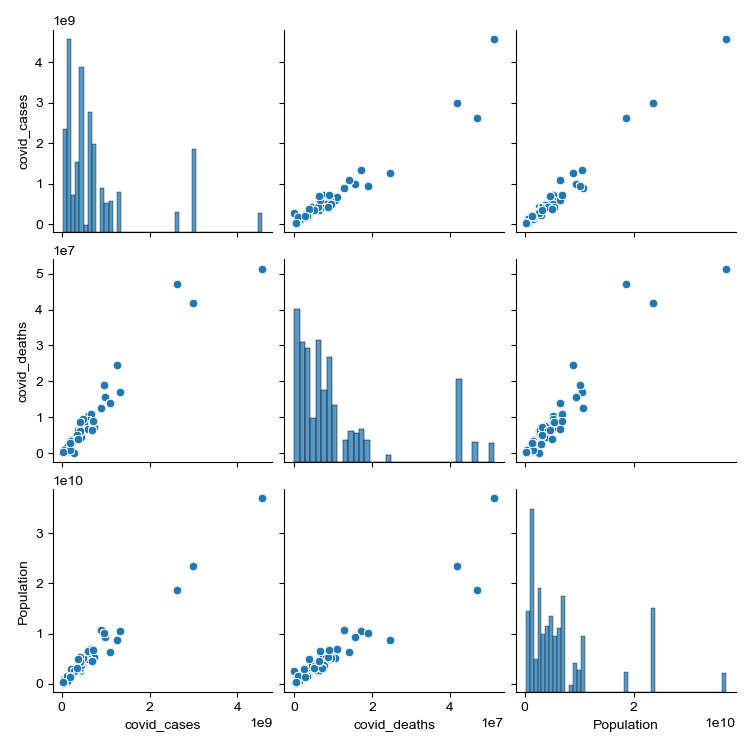 1e9
4
3
2
1
0
covid_cases
1e7
5
4
3
2
1
0
covid_deaths
1e10
3
2
1
0
Population
0 2 4 0 2 4 0 2
1e9 1e7 1e10
covid_cases covid_deaths Population